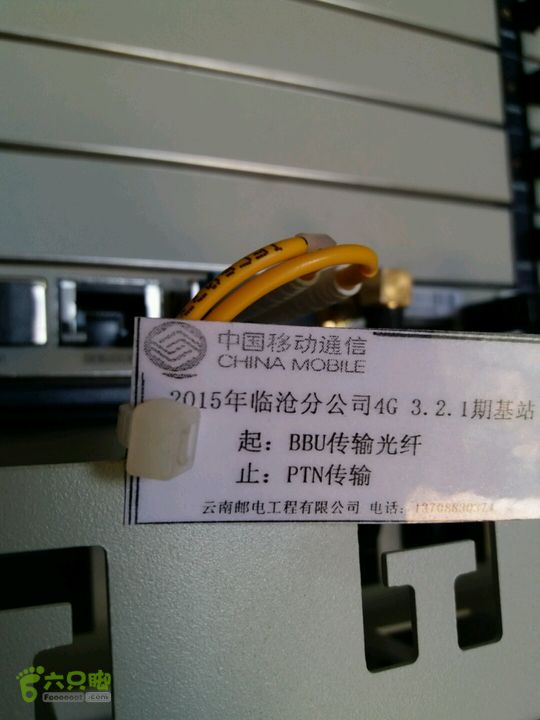 中国移动通信
CHINA MOBILE
2015年临沧分公司4G 3.2.1期基站
起：BBU传输光纤
止：PTN传输
云南邮电工程有限公司 电话：
六只脚
Foooooot.com